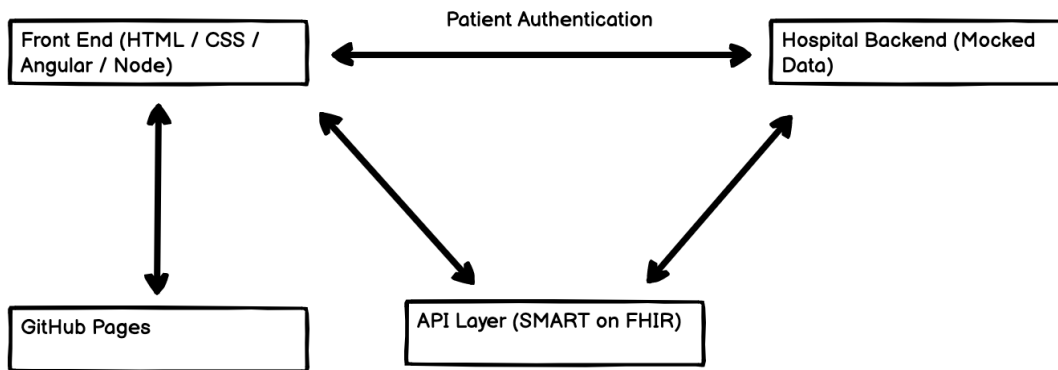 Patient Authentication
Front End (HTML / CSS /
Angular / Node)
Hospital Backend (Mocked
Data)
GitHub Pages
API Layer (SMART on FHIR)